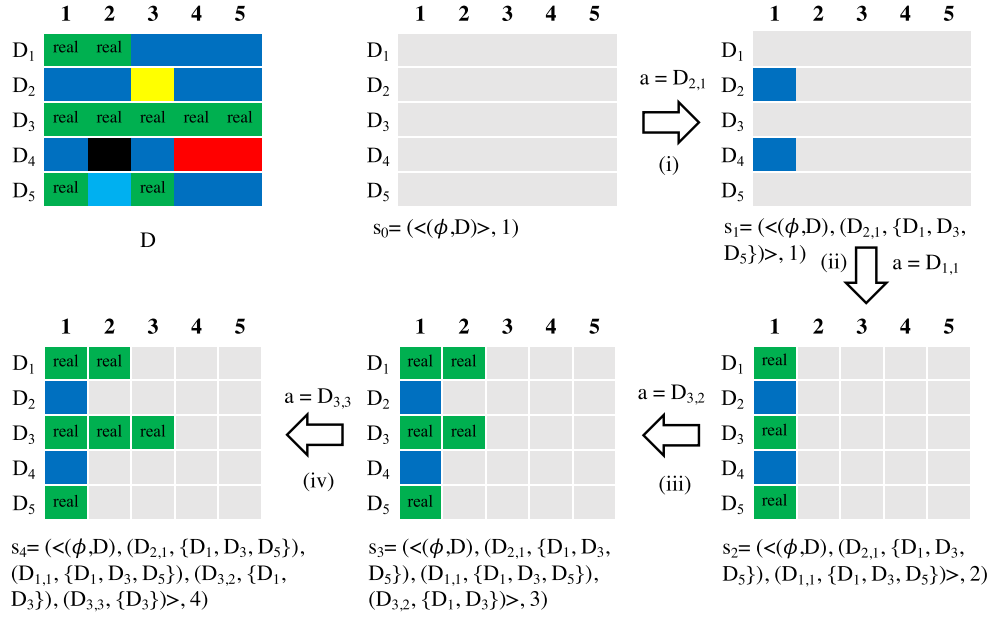 1 2 3 4 5
D1 real real
D2
D3 real real real real real
D4
D5 real real
D
1 2 3 4 5
D1
D2
D3
D4
D5
s0= (<(ϕ,D)>, 1)
a = D2,1
(i)
1 2 3 4 5
D1
D2
D3
D4
D5
s1= (<(ϕ,D), (D2,1, {D1, D3,
D5})>, 1)
(ii)
a = D1,1
1 2 3 4 5
D1 real real
D2
D3 real real real
D4
D5 real
s4= (<(ϕ,D), (D2,1, {D1, D3, D5}),
(D1,1, {D1, D3, D5}), (D3,2, {D1,
D3}), (D3,3, {D3})>, 4)
a = D3,3
(iv)
1 2 3 4 5
D1 real real
D2
D3 real real
D4
D5 real
s3= (<(ϕ,D), (D2,1, {D1, D3,
D5}), (D1,1, {D1, D3, D5}),
(D3,2, {D1, D3})>, 3)
a = D3,2
(iii)
1 2 3 4 5
D1 real
D2
D3 real
D4
D5 real
s2= (<(ϕ,D), (D2,1, {D1, D3,
D5}), (D1,1, {D1, D3, D5})>, 2)